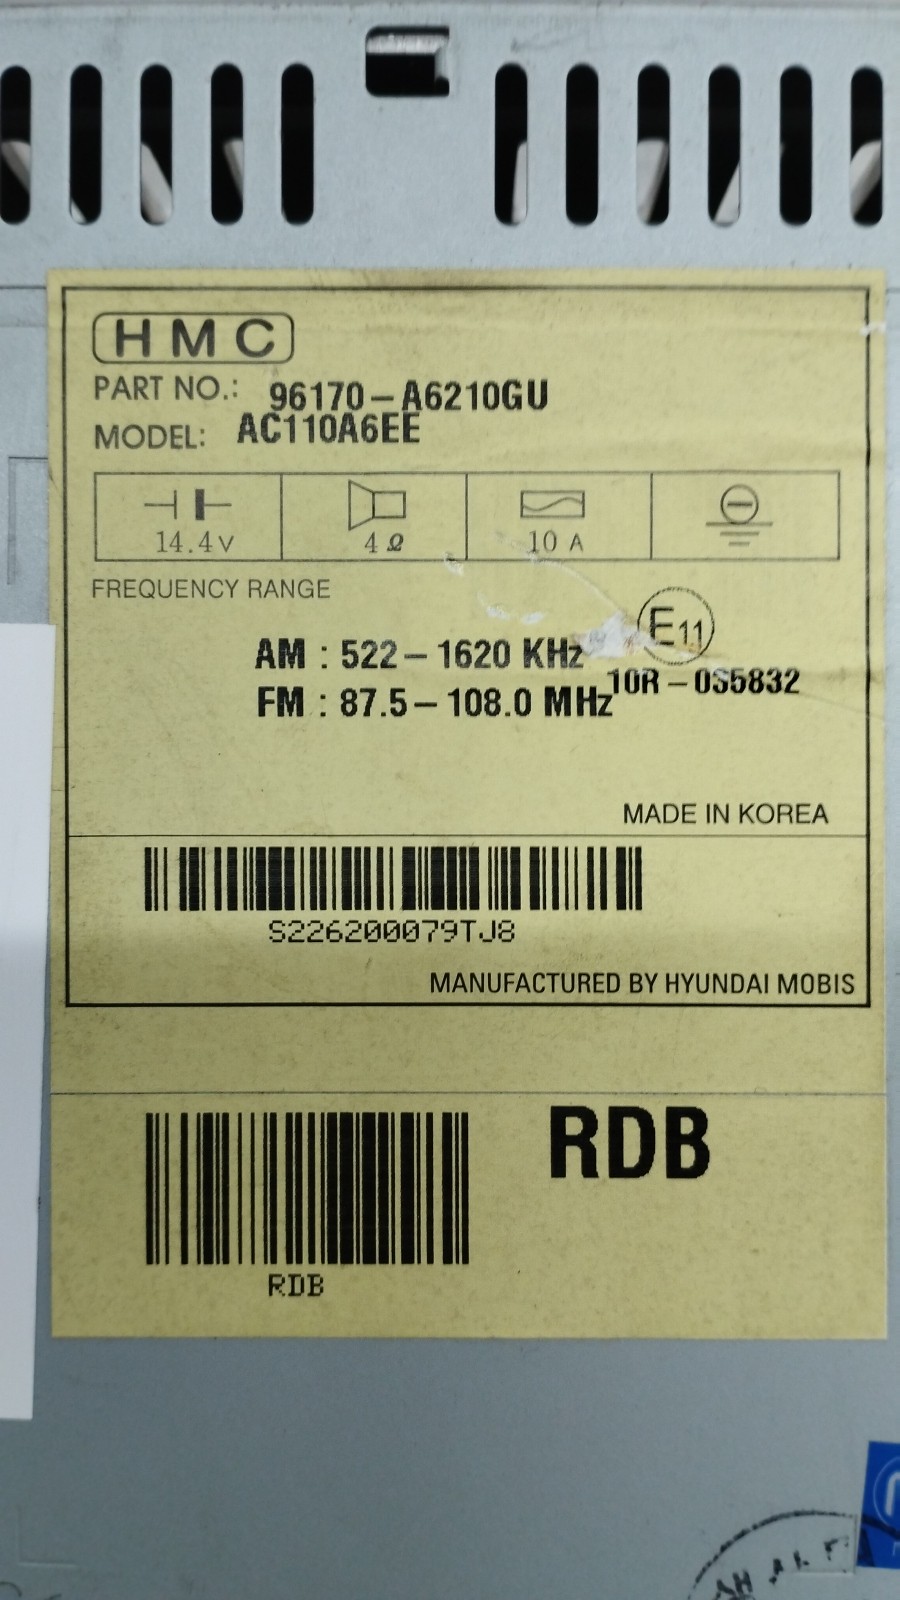 HMC
PART NO.: 96170-A6210GU
MODEL: AC110A6EE
14.4V 4Ω 10 A
FREQUENCY RANGE
E11
AM : 522-1620 KHz
10R-0S5832
FM : 87.5-108.0 MHz
MADE IN KOREA
S226200079TJ8
MANUFACTURED BY HYUNDAI MOBIS
RDB
RDB